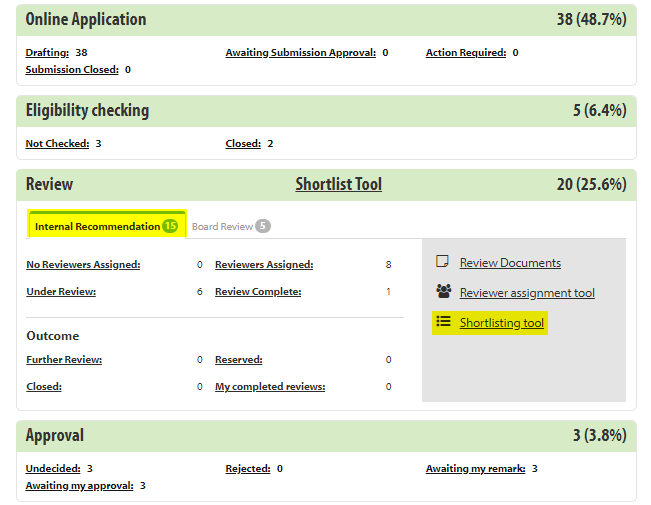 Online Application 38 (48.7%)
Drafting: 38 Awaiting Submission Approval: 0 Action Required: 0
Submission Closed: 0
Eligibility checking 5 (6.4%)
Not Checked: 3 Closed: 2
Review Shortlist Tool 20 (25.6%)
Internal Recommendation 15 Board Review 5
No Reviewers Assigned: 0 Reviewers Assigned: 8
Under Review: 6 Review Complete: 1
Outcome
Further Review: 0 Reserved: 0
Closed: 0 My completed reviews: 0
Review Documents
Reviewer assignment tool
Shortlisting tool
Approval 3 (3.8%)
Undecided: 3 Rejected: 0 Awaiting my remark: 3
Awaiting my approval: 3